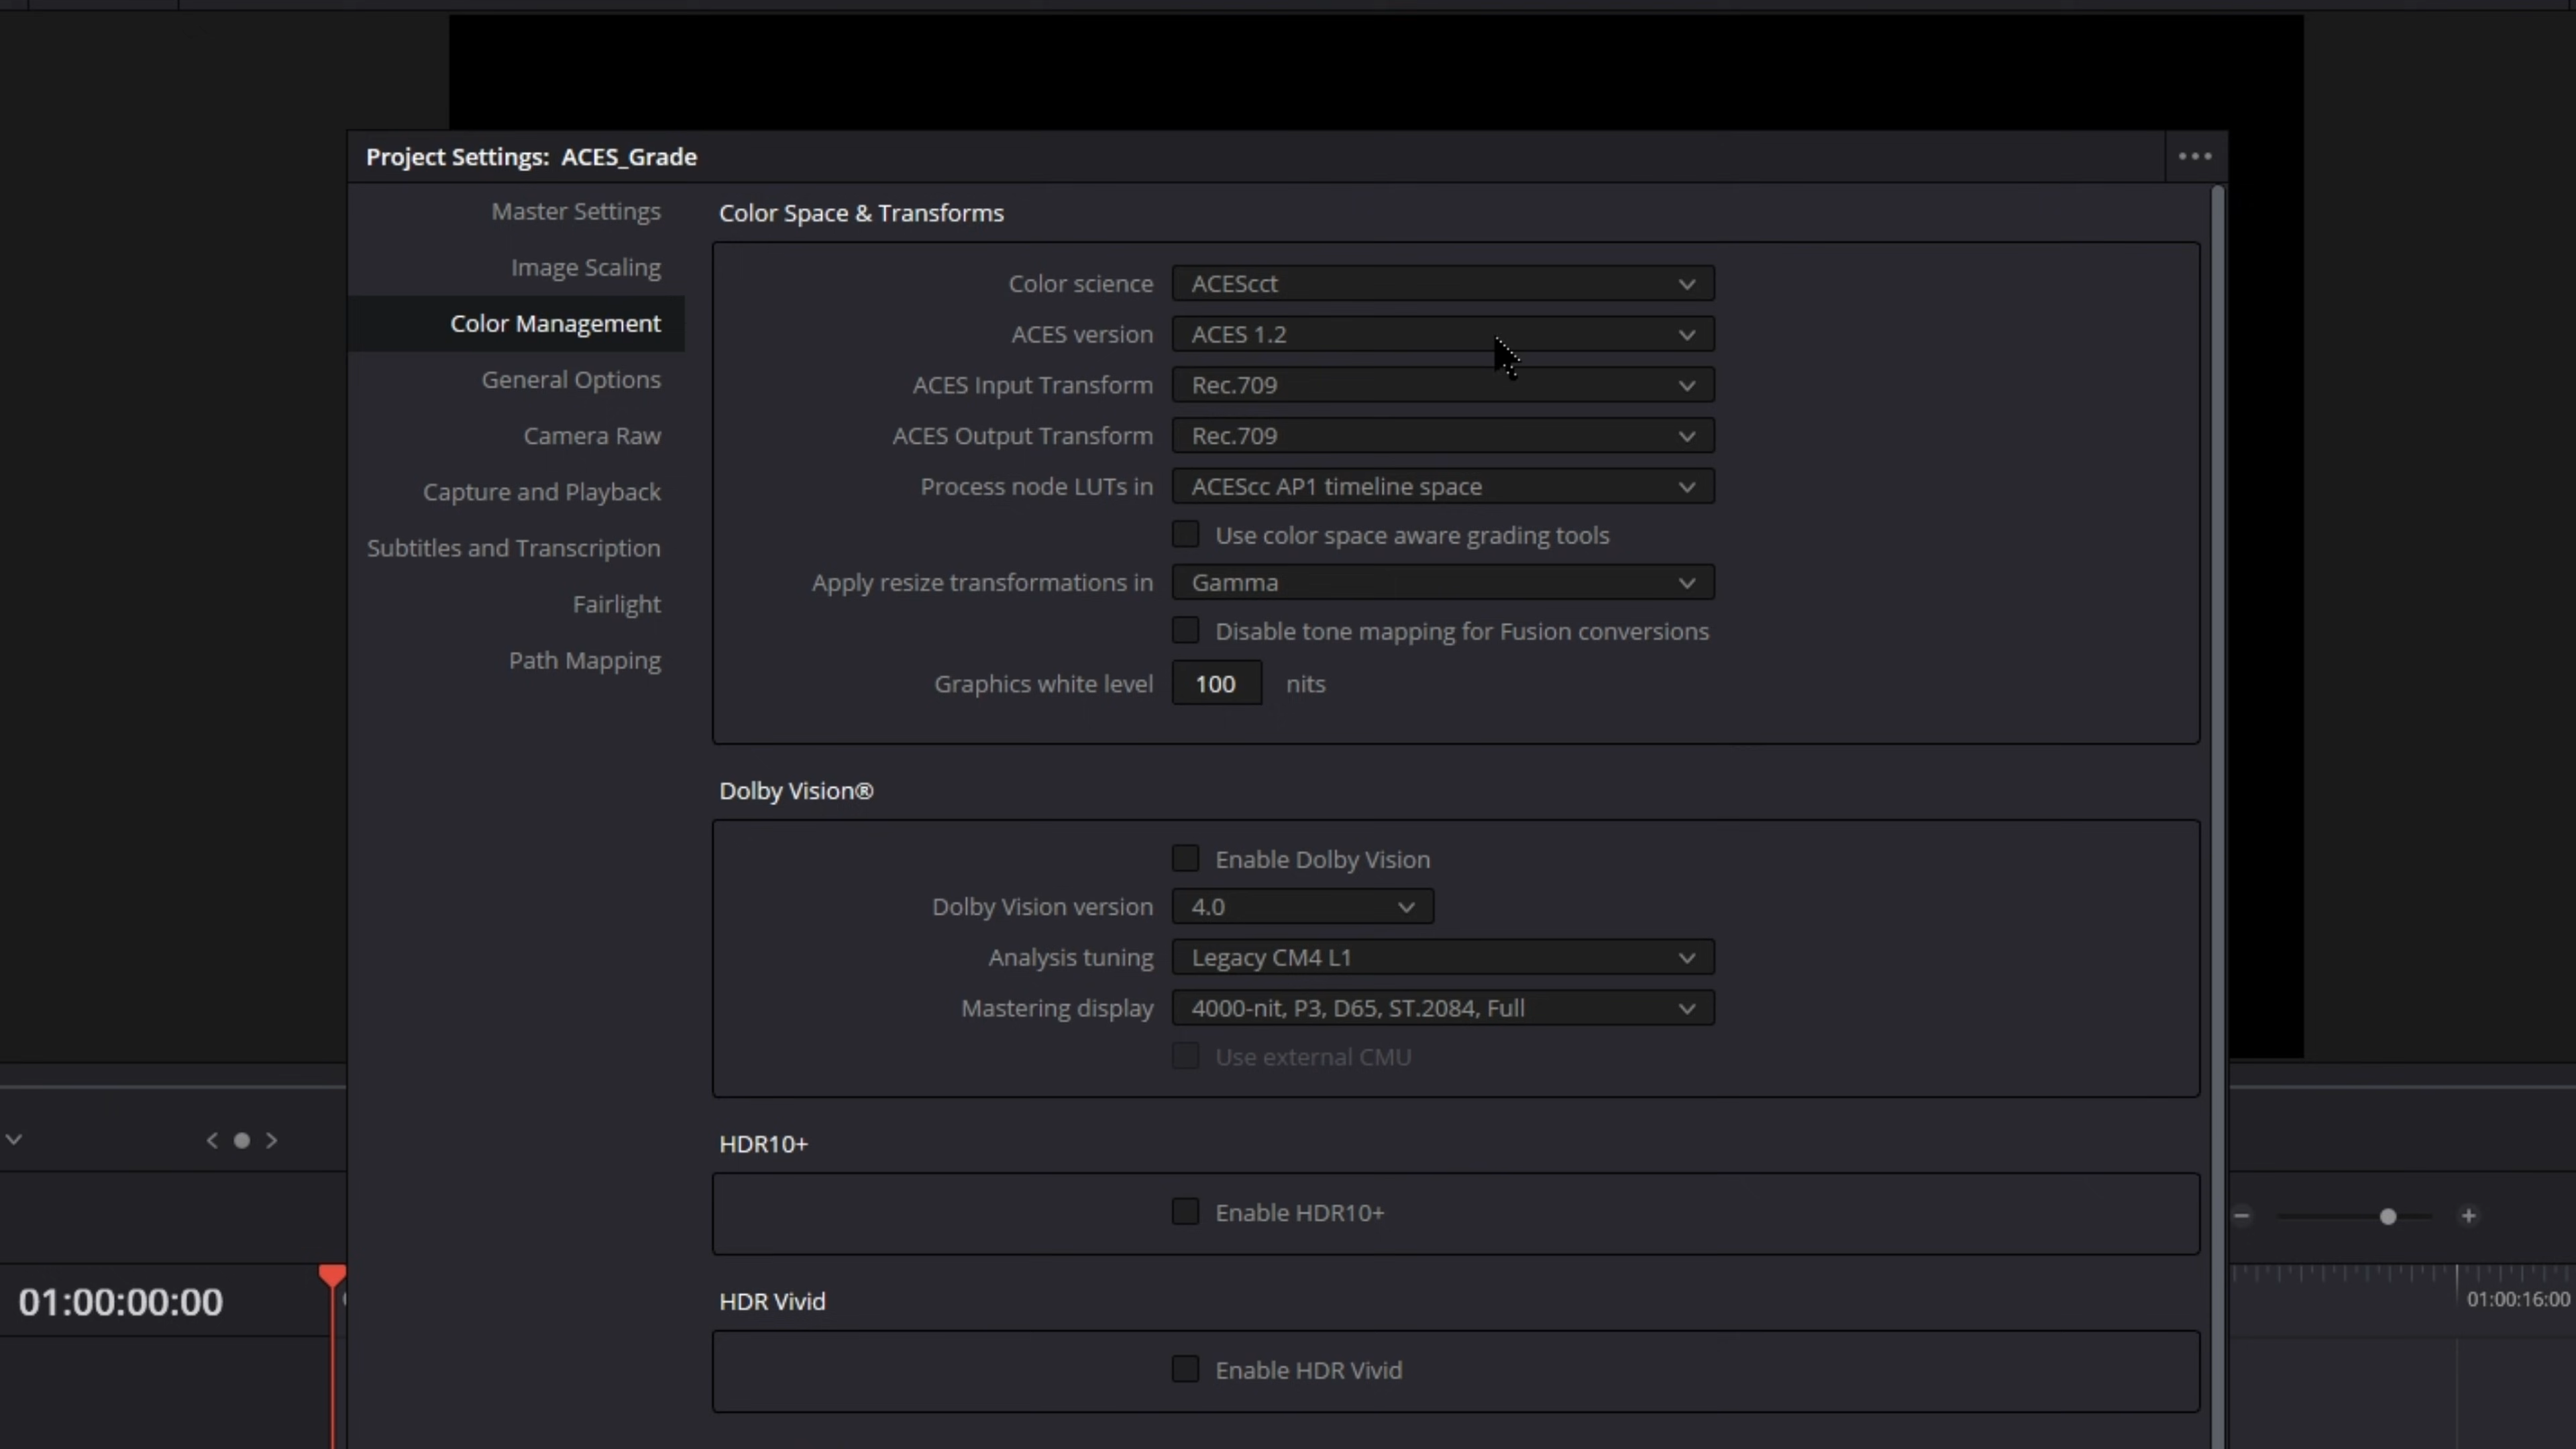 Project Settings: ACES_Grade
Master Settings
Image Scaling
Color Management
General Options
Camera Raw
Capture and Playback
Subtitles and Transcription
Fairlight
Path Mapping
Color Space & Transforms
Color science ACEScct
ACES version ACES 1.2
ACES Input Transform Rec.709
ACES Output Transform Rec.709
Process node LUTs in ACEScc AP1 timeline space
Use color space aware grading tools
Apply resize transformations in Gamma
Disable tone mapping for Fusion conversions
Graphics white level 100 nits
Dolby Vision®
Enable Dolby Vision
Dolby Vision version 4.0
Analysis tuning Legacy CM4 L1
Mastering display 4000-nit, P3, D65, ST.2084, Full
Use external CMU
HDR10+
Enable HDR10+
HDR Vivid
Enable HDR Vivid
01:00:00:00
01:00:16:00